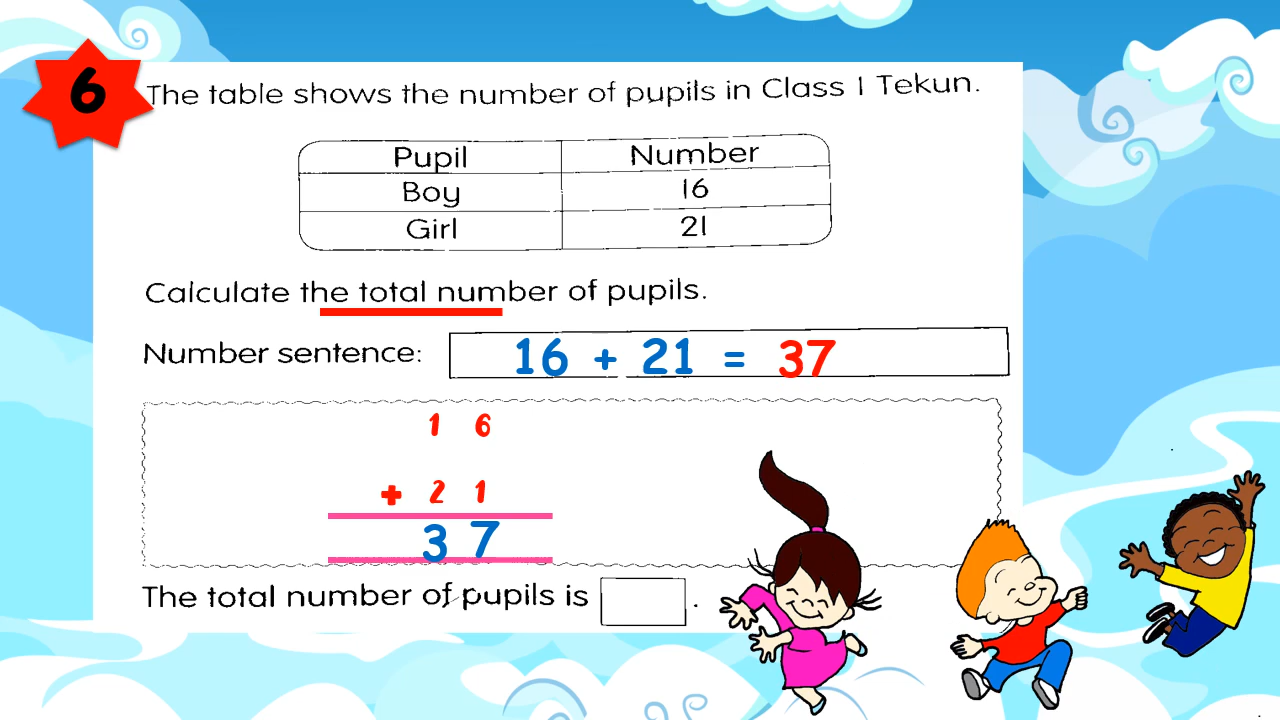 6
The table shows the number of pupils in Class 1 Tekun.
Pupil Number
Boy 16
Girl 21
Calculate the total number of pupils.
Number sentence: 16 + 21 = 37
1 6
+ 2 1
3 7
The total number of pupils is .